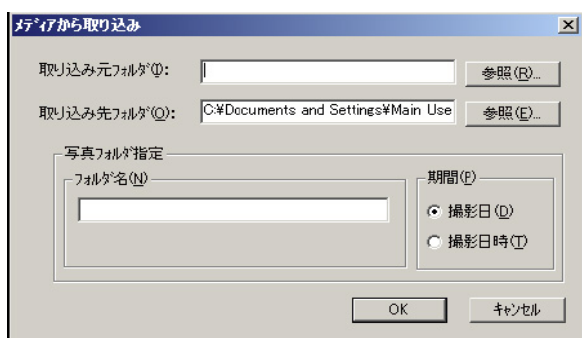 ﾒﾃﾞｨｱから取り込み
取り込み元ﾌｫﾙﾀﾞ(I):
参照(R)...
取り込み先ﾌｫﾙﾀﾞ(O):
C:¥Documents and Settings¥Main Use
参照(E)...
写真ﾌｫﾙﾀﾞ指定
ﾌｫﾙﾀﾞ名(N)
期間(P)
撮影日(D)
撮影日時(T)
OK
ｷｬﾝｾﾙ